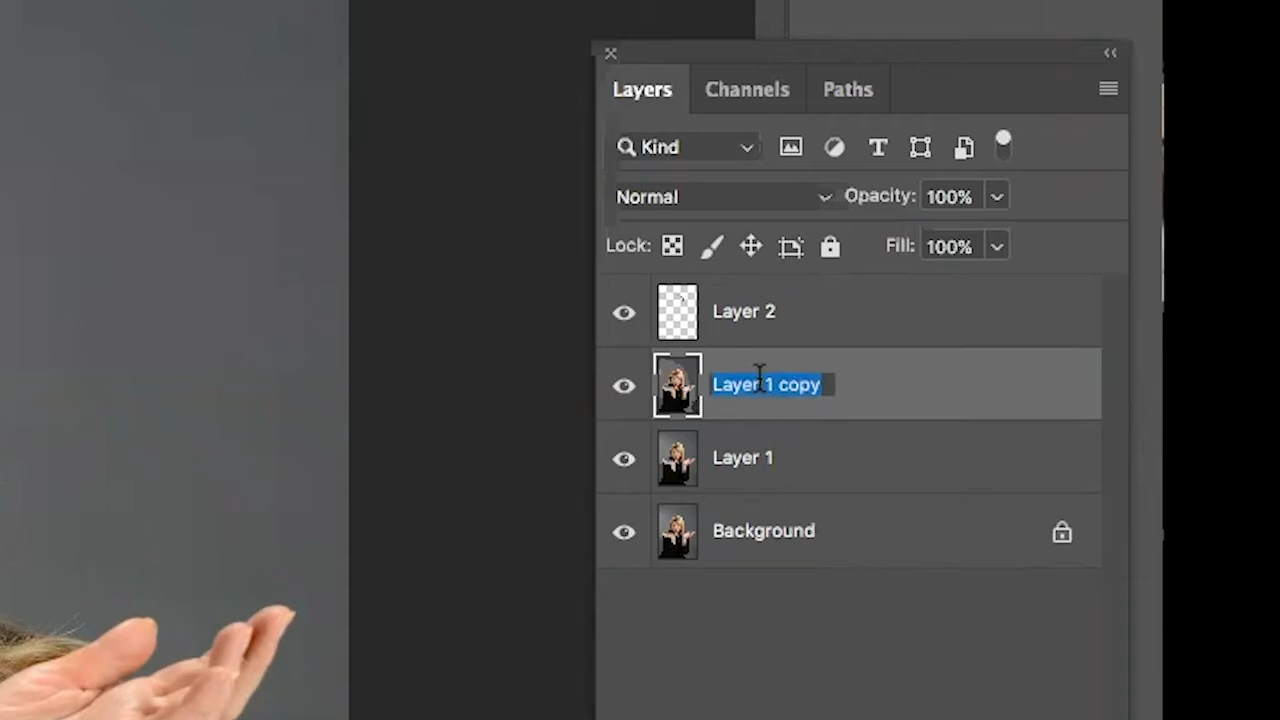 Layers Channels Paths
Kind
Normal Opacity: 100%
Lock: Fill: 100%
Layer 2
Layer 1 copy
Layer 1
Background